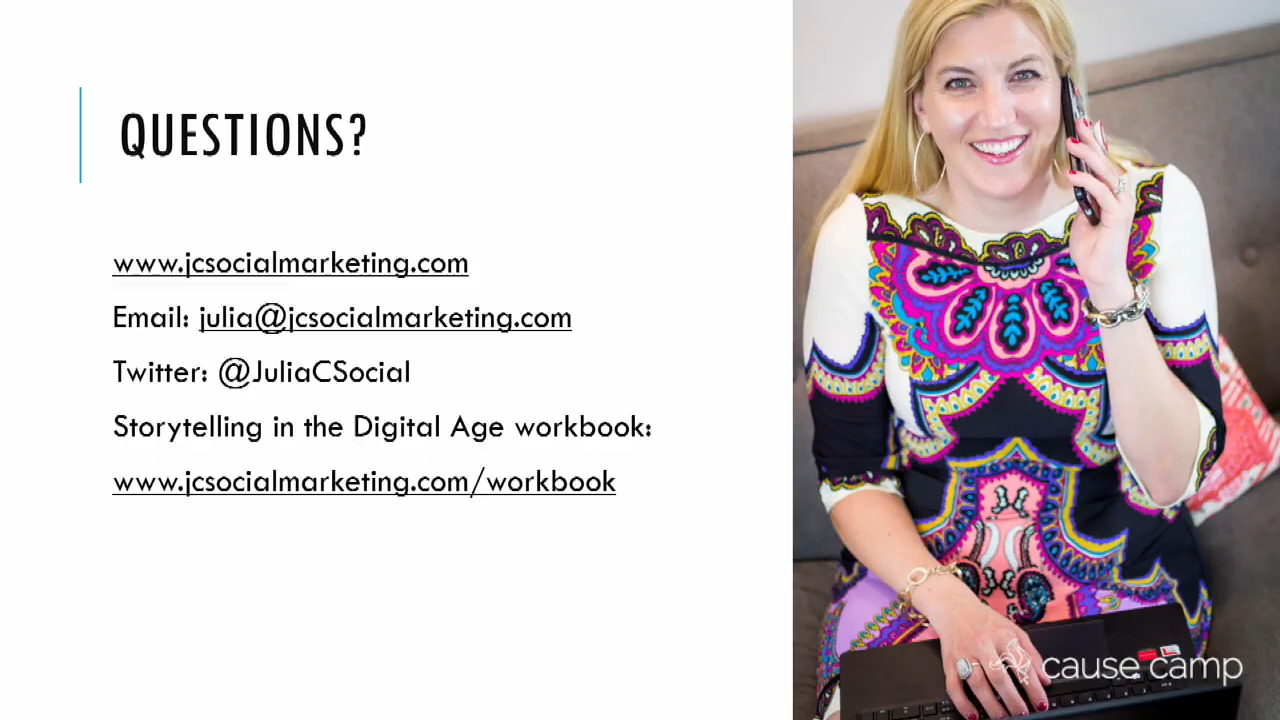 QUESTIONS?
www.jcsocialmarketing.com
Email: julia@jcsocialmarketing.com
Twitter: @JuliaCSocial
Storytelling in the Digital Age workbook:
www.jcsocialmarketing.com/workbook
cause camp